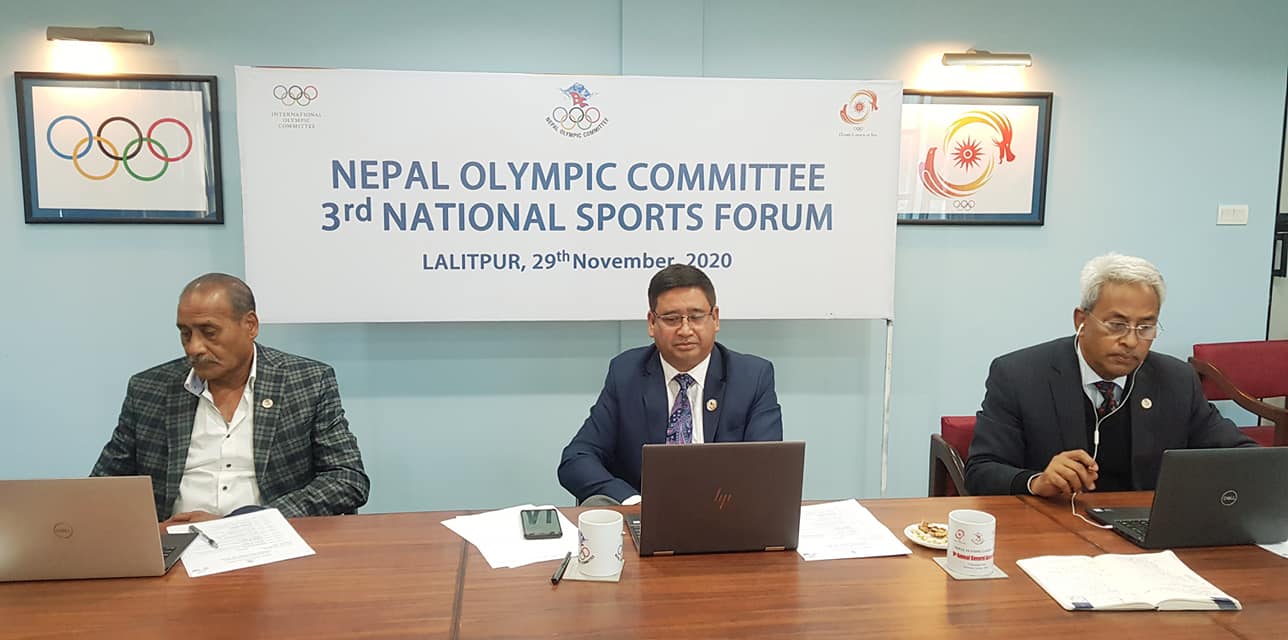 INTERNATIONAL
OLYMPIC
COMMITTEE
NEPAL OLYMPIC COMMITTEE
NEPAL OLYMPIC COMMITTEE
3rd NATIONAL SPORTS FORUM
LALITPUR, 29th November, 2020
DELL
hp
DELL